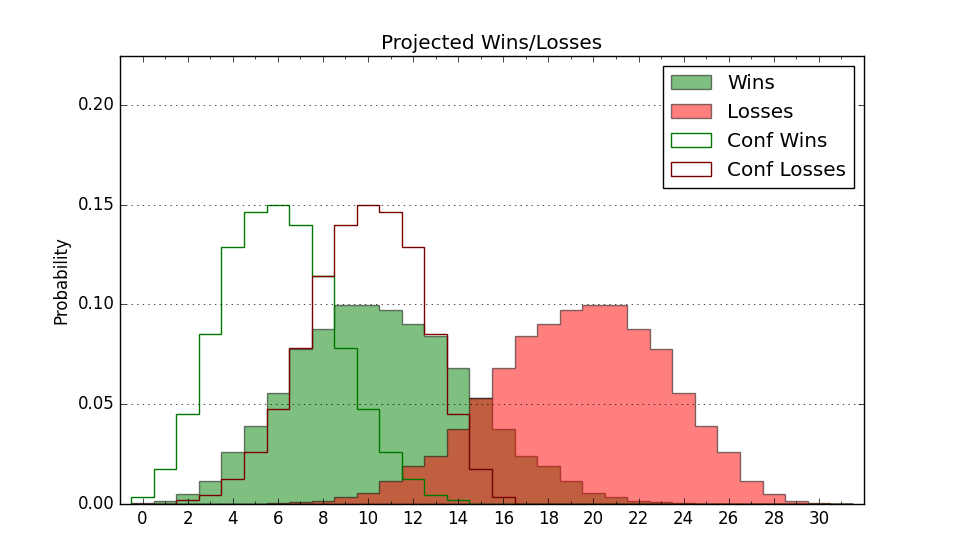 Projected Wins/Losses
Wins
Losses
Conf Wins
Conf Losses
Probability
0.20
0.15
0.10
0.05
0.00
0 2 4 6 8 10 12 14 16 18 20 22 24 26 28 30